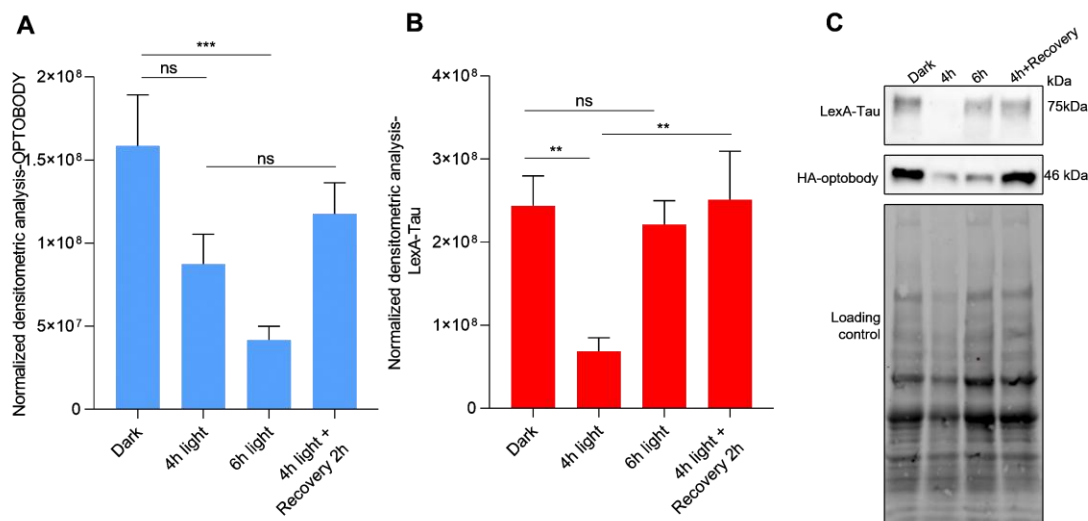 A
Normalized densitometric analysis-OPTOBODY
2×10⁸
1.5×10⁸
1×10⁸
5×10⁷
0
***
ns
ns
Dark
4h light
6h light
4h light +
Recovery 2h
B
Normalized densitometric analysis-
LexA-Tau
4×10⁸
3×10⁸
2×10⁸
1×10⁸
0
ns
**
**
Dark
4h light
6h light
4h light +
Recovery 2h
C
Dark
4h
6h
4h+Recovery
kDa
LexA-Tau
75kDa
HA-optobody
46 kDa
Loading
control